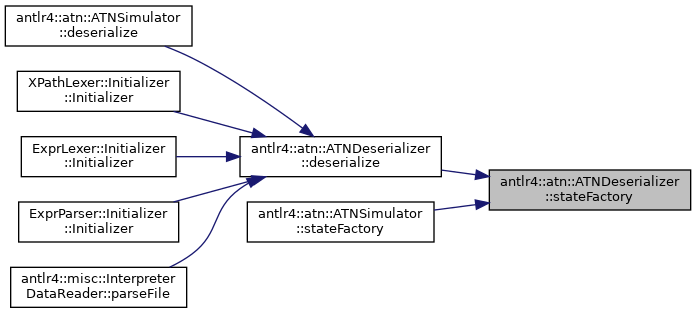 antlr4::atn::ATNSimulator
::deserialize
XPathLexer::Initializer
::Initializer
ExprLexer::Initializer
::Initializer
ExprParser::Initializer
::Initializer
antlr4::misc::Interpreter
DataReader::parseFile
antlr4::atn::ATNDeserializer
::deserialize
antlr4::atn::ATNSimulator
::stateFactory
antlr4::atn::ATNDeserializer
::stateFactory